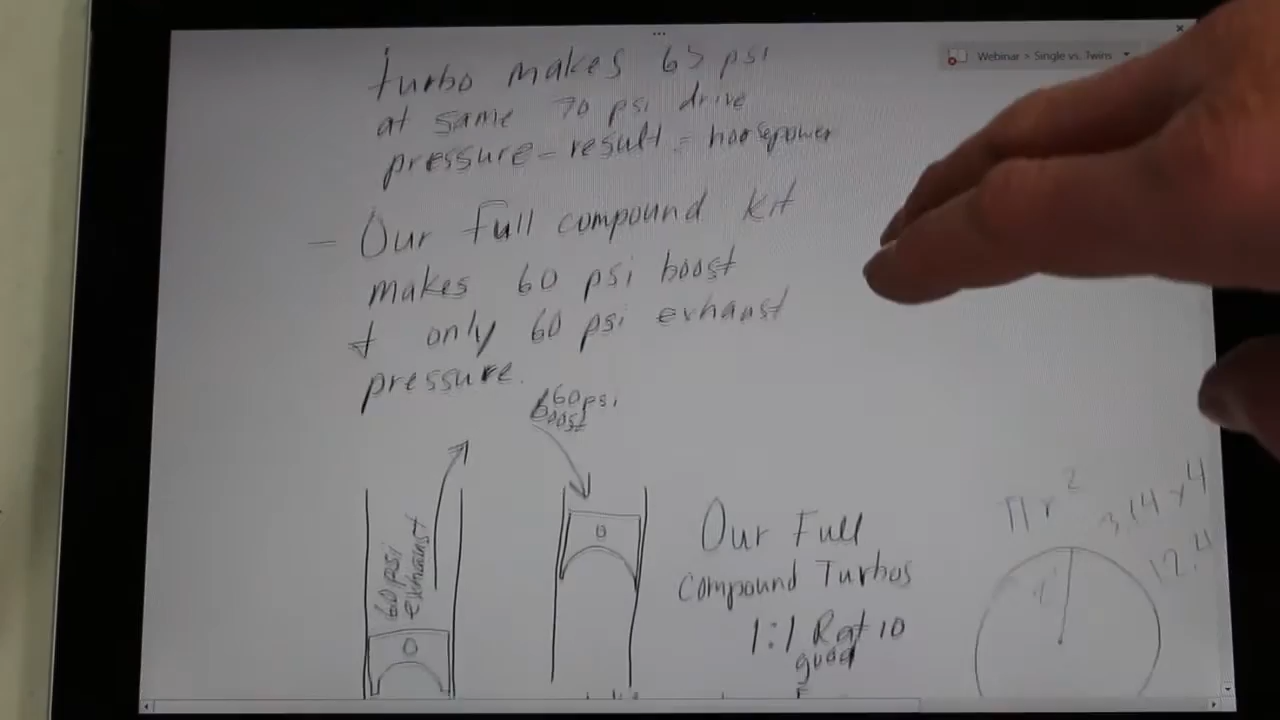 Webinar > Single vs. Twins
turbo makes 65 psi
at same 70 psi drive
pressure - result = horsepower
- Our Full compound kit
makes 60 psi boost
+ only 60 psi exhaust
pressure.
60 psi
boost
60 psi
exhaust
Our Full
Compound Turbos
1:1 Ratio
good
πr²
3.14 x 4
12.4